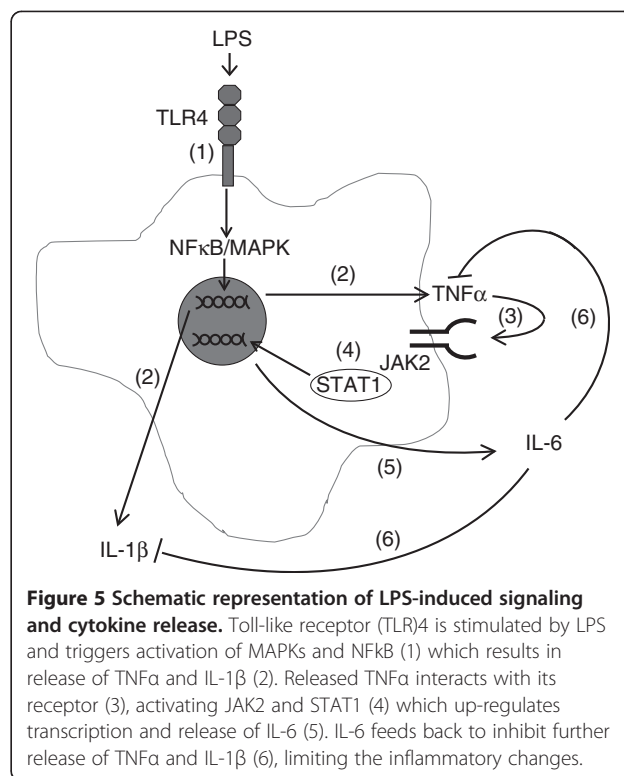 LPS
TLR4
(1)
NFκB/MAPK
(2)
TNFα
(3)
(6)
JAK2
(4)
STAT1
(2)
IL-6
(5)
IL-1β
(6)
Figure 5 Schematic representation of LPS-induced signaling
and cytokine release. Toll-like receptor (TLR)4 is stimulated by LPS
and triggers activation of MAPKs and NFkB (1) which results in
release of TNFα and IL-1β (2). Released TNFα interacts with its
receptor (3), activating JAK2 and STAT1 (4) which up-regulates
transcription and release of IL-6 (5). IL-6 feeds back to inhibit further
release of TNFα and IL-1β (6), limiting the inflammatory changes.